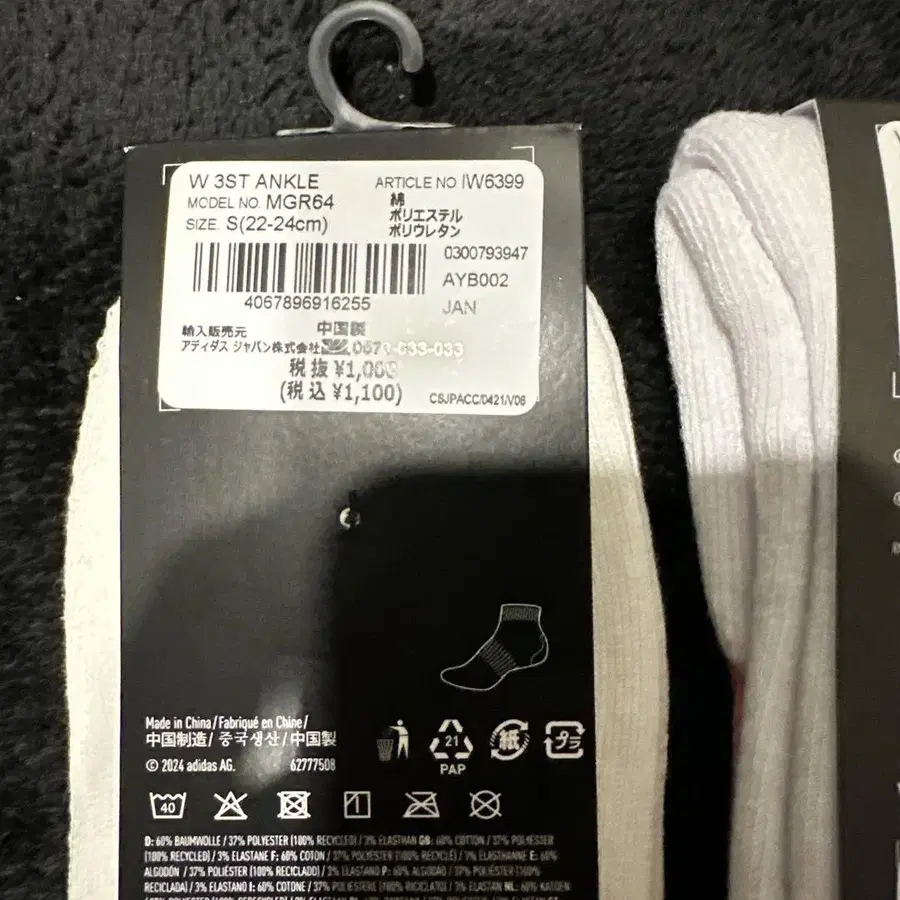 W 3ST ANKLE ARTICLE NO. IW6399
MODEL NO. MGR64 綿
SIZE. S(22-24cm) ポリエステル
ポリウレタン
0300793947
AYB002
4067896916255 JAN
輸入販売元 中国製
アディダス ジャパン株式会社
税抜 ¥1,000
(税込 ¥1,100) CSJPACC/0421/V06
Made in China/Fabriqué en Chine/
中国制造/ 중국생산/中国製
© 2024 adidas AG. 62777508
21
PAP
紙
プラ
40
D: 60% BAUMWOLLE / 37% POLYESTER (100% RECYCLED) / 3% ELASTHAN GB: 60% COTTON / 37% POLYESTER
(100% RECYCLED) / 3% ELASTANE F: 60% COTON / 37% POLYESTER (100% RECYCLÉ) / 3% ELASTHANNE E: 60%
ALGODÓN / 37% POLIÉSTER (100% RECICLADO) / 3% ELASTANO P: 60% ALGODÃO / 37% POLIÉSTER (100%
RECICLADA) / 3% ELASTANO I: 60% COTONE / 37% POLIESTERE (100% RICICLATO) / 3% ELASTAN NL: 60% KATOEN